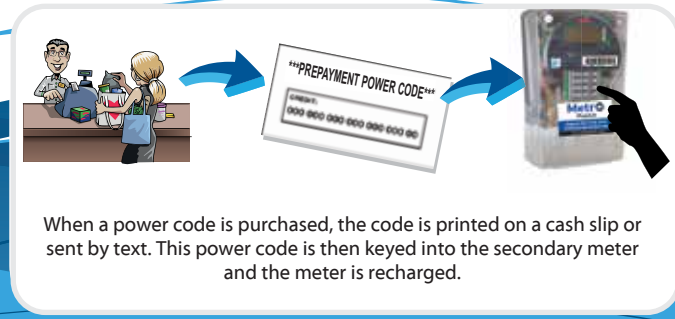 ***PREPAYMENT POWER CODE***
CREDIT:
000 000 000 000 000 000 00
Metro
When a power code is purchased, the code is printed on a cash slip or
sent by text. This power code is then keyed into the secondary meter
and the meter is recharged.